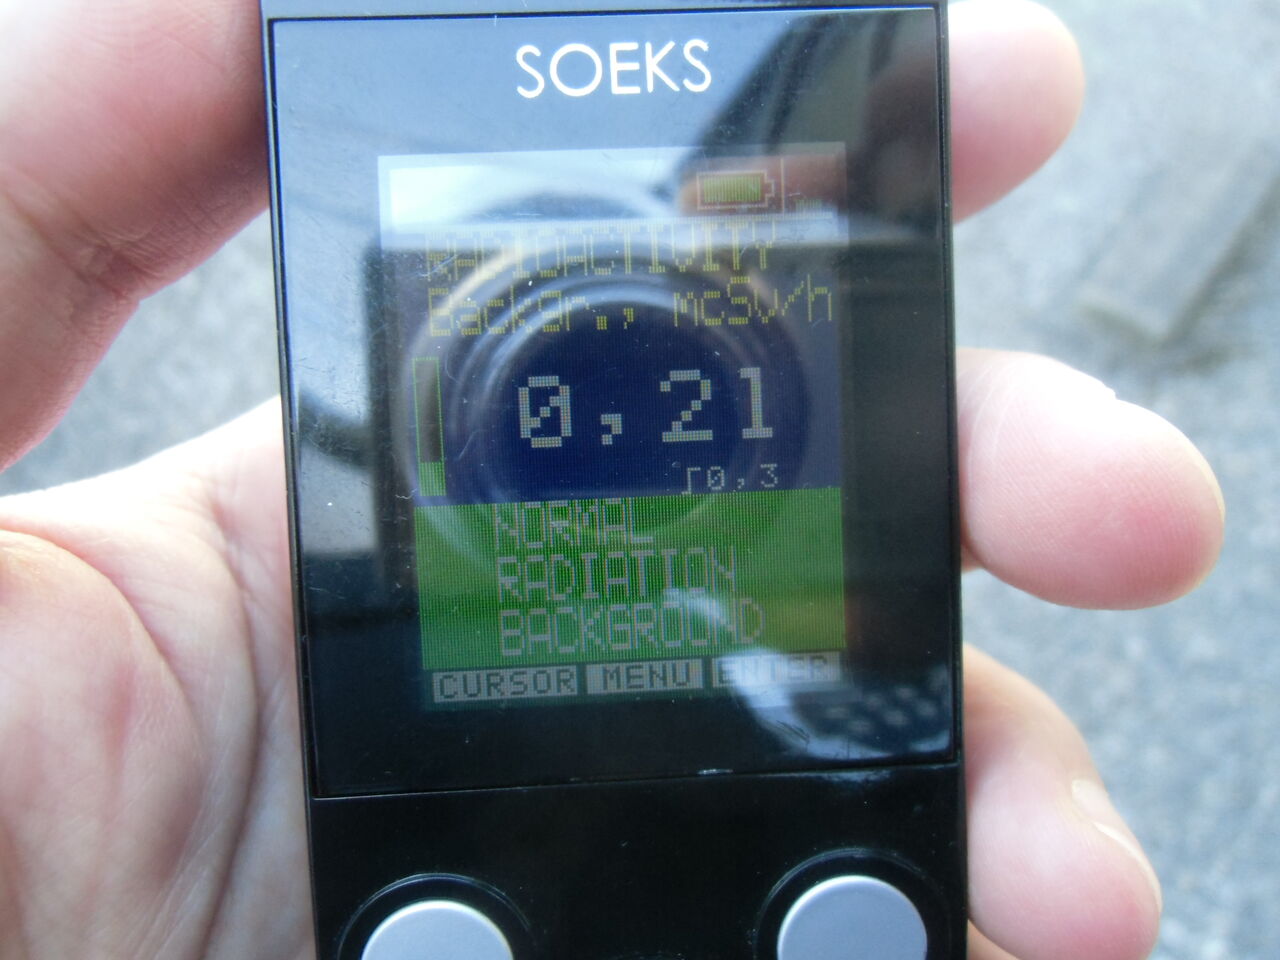 SOEKS
RADIOACTIVITY
Backgr., mcSv/h
0,21
0,3
NORMAL
RADIATION
BACKGROUND
CURSOR MENU ENTER